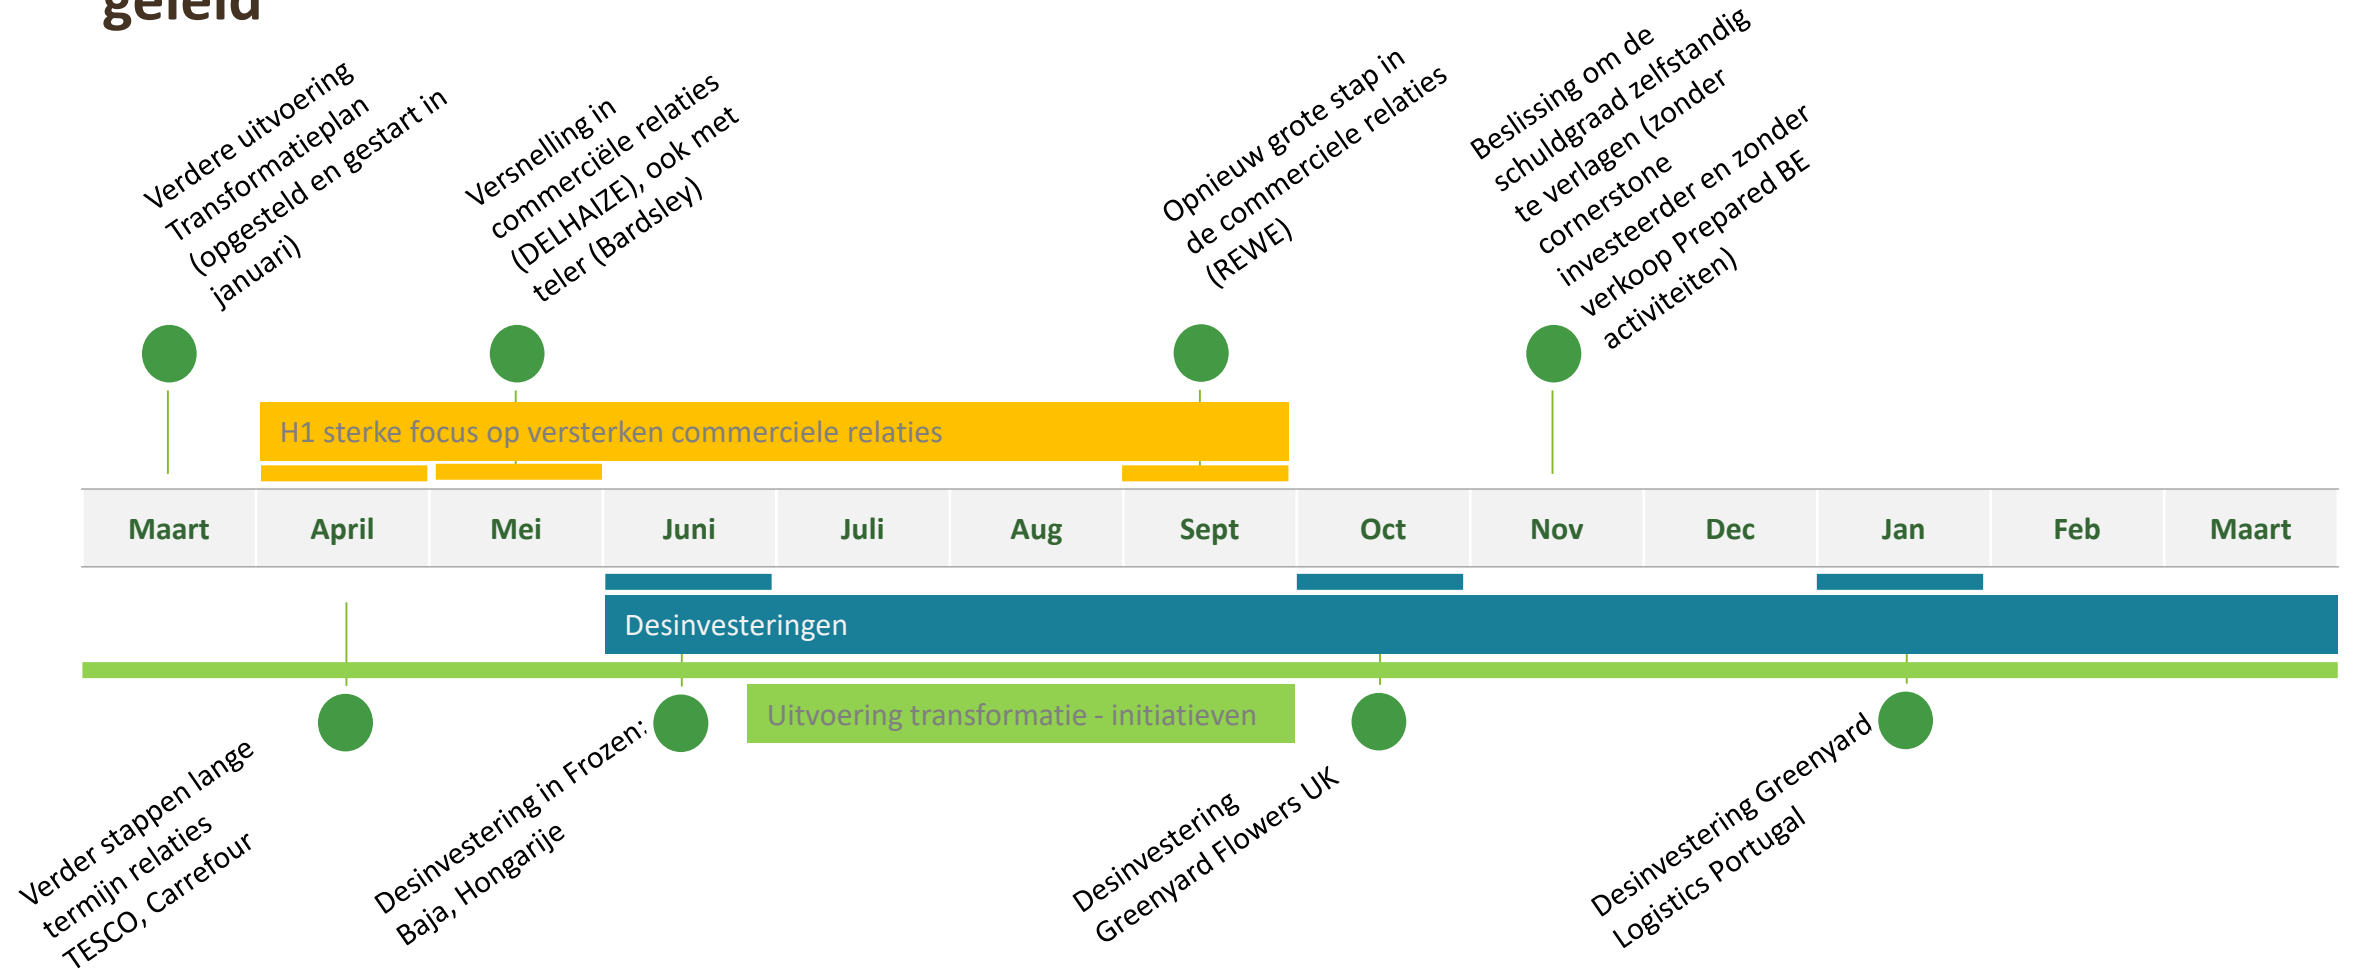 geleid
Verdere uitvoering
Transformatieplan
(opgesteld en gestart in
januari)
Versnelling in
commerciële relaties
(DELHAIZE), ook met
teler (Bardsley)
Opnieuw grote stap in
de commerciele relaties
(REWE)
Beslissing om de
schuldgraad zelfstandig
te verlagen (zonder
cornerstone
investeerder en zonder
verkoop Prepared BE
activiteiten)
H1 sterke focus op versterken commerciele relaties
Maart April Mei Juni Juli Aug Sept Oct Nov Dec Jan Feb Maart
Desinvesteringen
Uitvoering transformatie - initiatieven
Verder stappen lange
termijn relaties
TESCO, Carrefour
Desinvestering in Frozen:
Baja, Hongarije
Desinvestering
Greenyard Flowers UK
Desinvestering Greenyard
Logistics Portugal